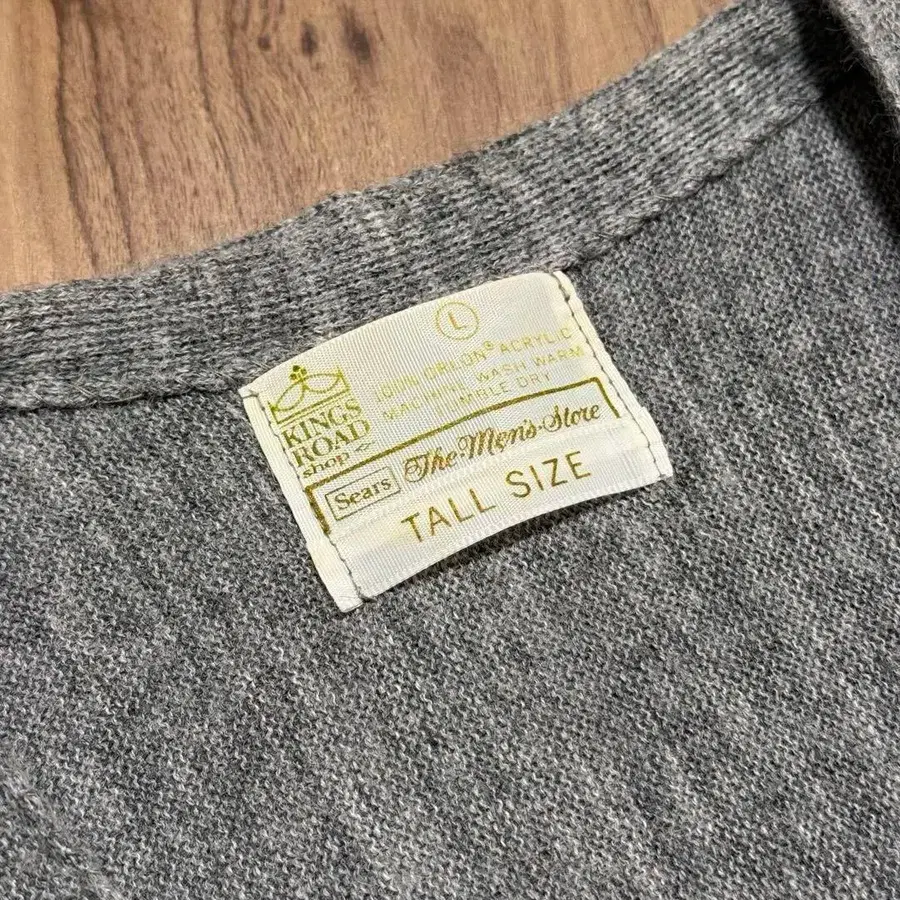 L
100% ORLON® ACRYLIC
MACHINE WASH WARM
TUMBLE DRY
KINGS
ROAD
shop
Sears The Men's Store
TALL SIZE